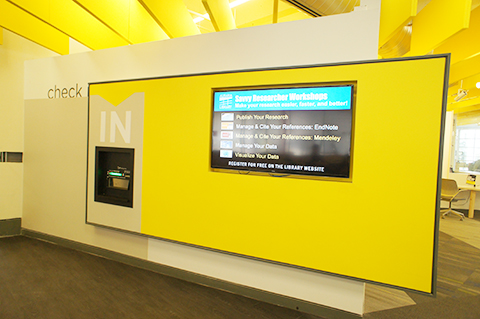 check
IN
Savvy Researcher Workshops
Make your research easier, faster, and better!
Publish Your Research
Manage & Cite Your References: EndNote
Manage & Cite Your References: Mendeley
Manage Your Data
Visualize Your Data
REGISTER FOR FREE ON THE LIBRARY WEBSITE